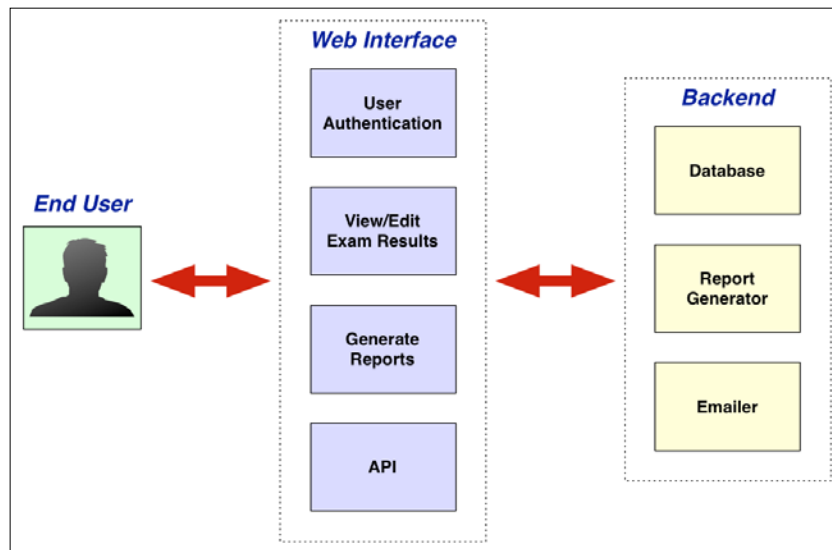 End User
Web Interface
User
Authentication
View/Edit
Exam Results
Generate
Reports
API
Backend
Database
Report
Generator
Emailer